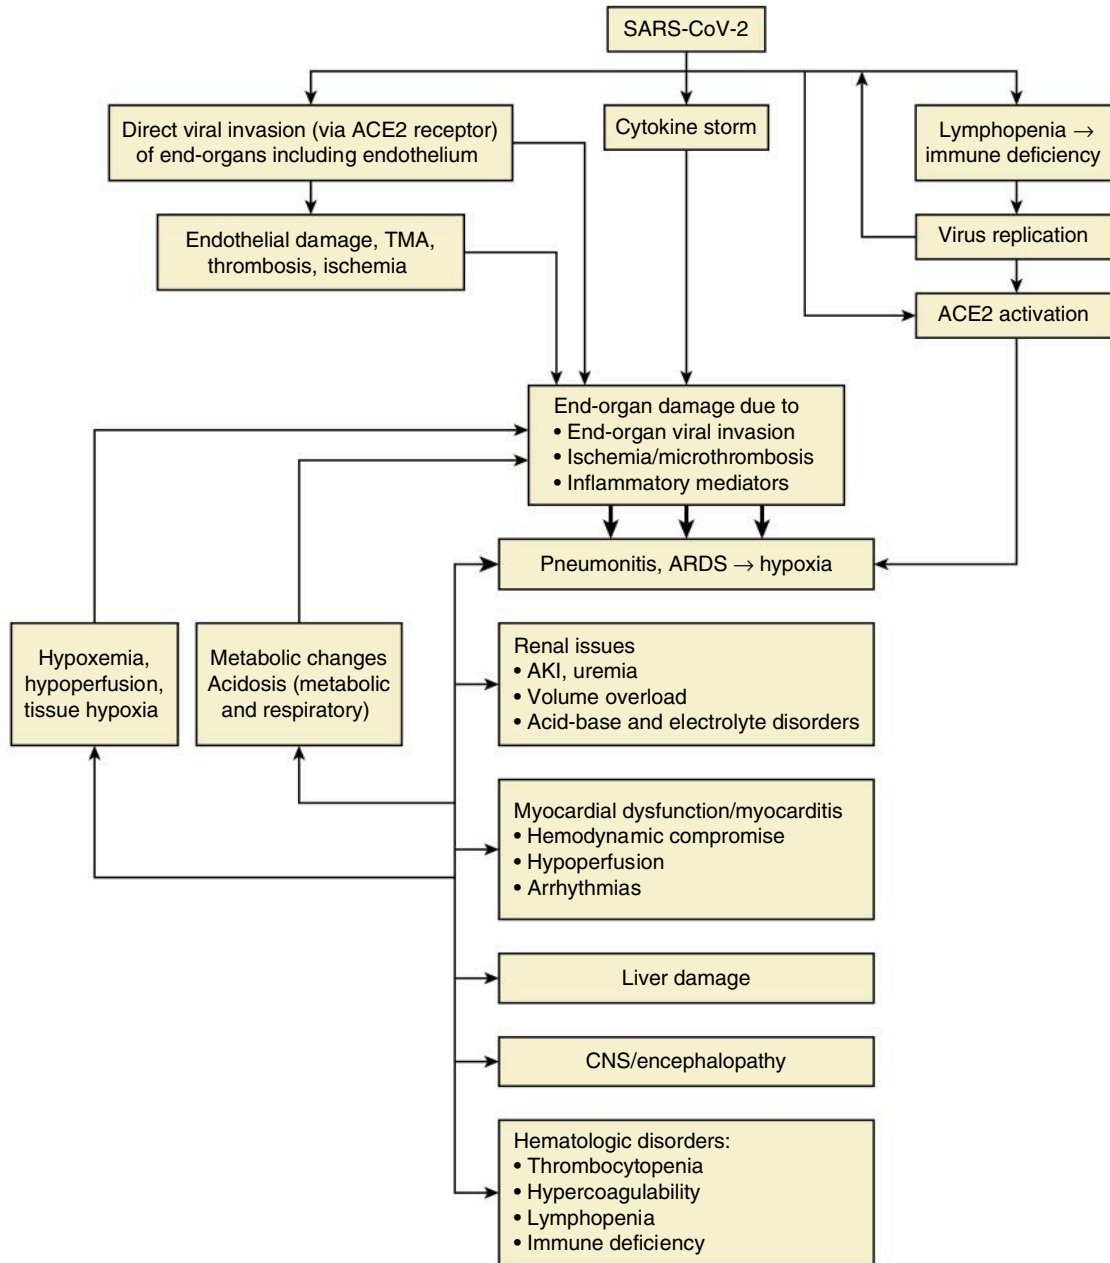 SARS-CoV-2
Direct viral invasion (via ACE2 receptor)
of end-organs including endothelium
Cytokine storm
Lymphopenia →
immune deficiency
Endothelial damage, TMA,
thrombosis, ischemia
Virus replication
ACE2 activation
End-organ damage due to
• End-organ viral invasion
• Ischemia/microthrombosis
• Inflammatory mediators
Pneumonitis, ARDS → hypoxia
Hypoxemia,
hypoperfusion,
tissue hypoxia
Metabolic changes
Acidosis (metabolic
and respiratory)
Renal issues
• AKI, uremia
• Volume overload
• Acid-base and electrolyte disorders
Myocardial dysfunction/myocarditis
• Hemodynamic compromise
• Hypoperfusion
• Arrhythmias
Liver damage
CNS/encephalopathy
Hematologic disorders:
• Thrombocytopenia
• Hypercoagulability
• Lymphopenia
• Immune deficiency